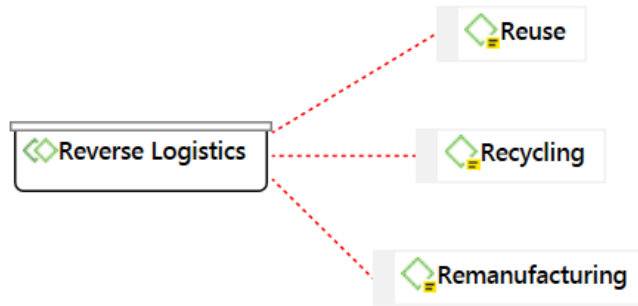 Reuse
Reverse Logistics
Recycling
Remanufacturing